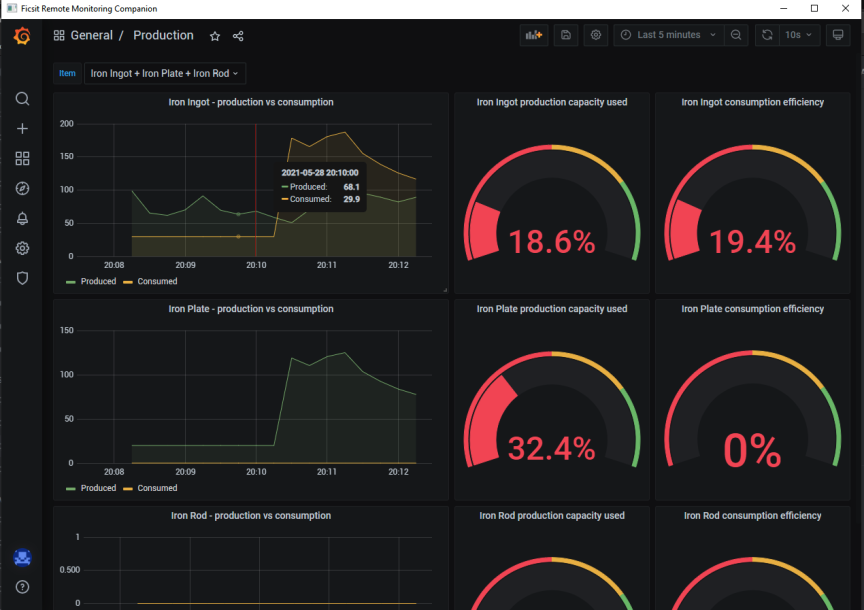 Ficsit Remote Monitoring Companion
General / Production
Last 5 minutes
10s
Item
Iron Ingot + Iron Plate + Iron Rod
Iron Ingot - production vs consumption
200
150
100
50
0
20:08
20:09
20:10
20:11
20:12
2021-05-28 20:10:00
Produced: 68.1
Consumed: 29.9
Produced
Consumed
Iron Ingot production capacity used
18.6%
Iron Ingot consumption efficiency
19.4%
Iron Plate - production vs consumption
150
100
50
0
20:08
20:09
20:10
20:11
20:12
Produced
Consumed
Iron Plate production capacity used
32.4%
Iron Plate consumption efficiency
0%
Iron Rod - production vs consumption
1
0.500
0
Iron Rod production capacity used
Iron Rod consumption efficiency